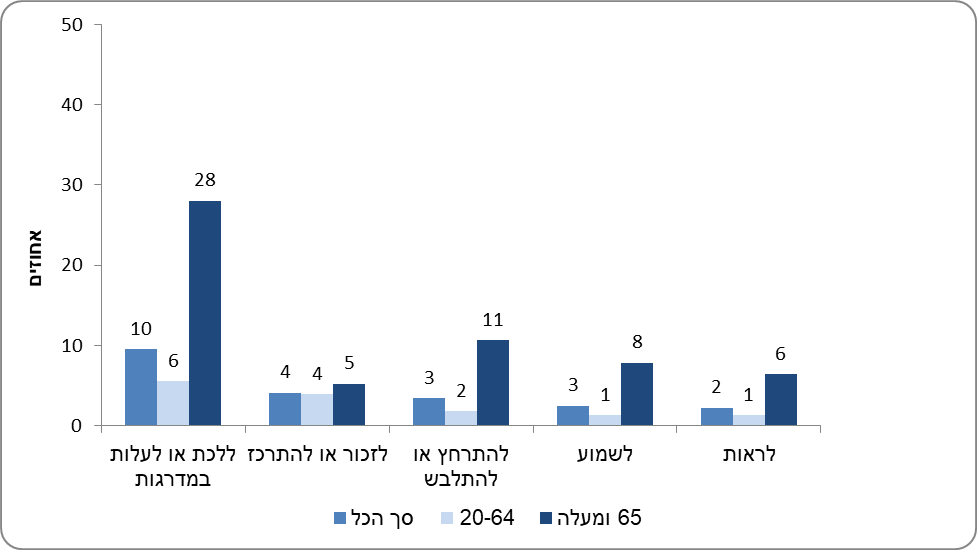 50
40
30
20
10
0
אחוזים
10
6
28
4
4
5
3
2
11
3
1
8
2
1
6
ללכת או לעלות
במדרגות
לזכור או להתרכז
להתרחץ או
להתלבש
לשמוע
לראות
סך הכל
20-64
65 ומעלה